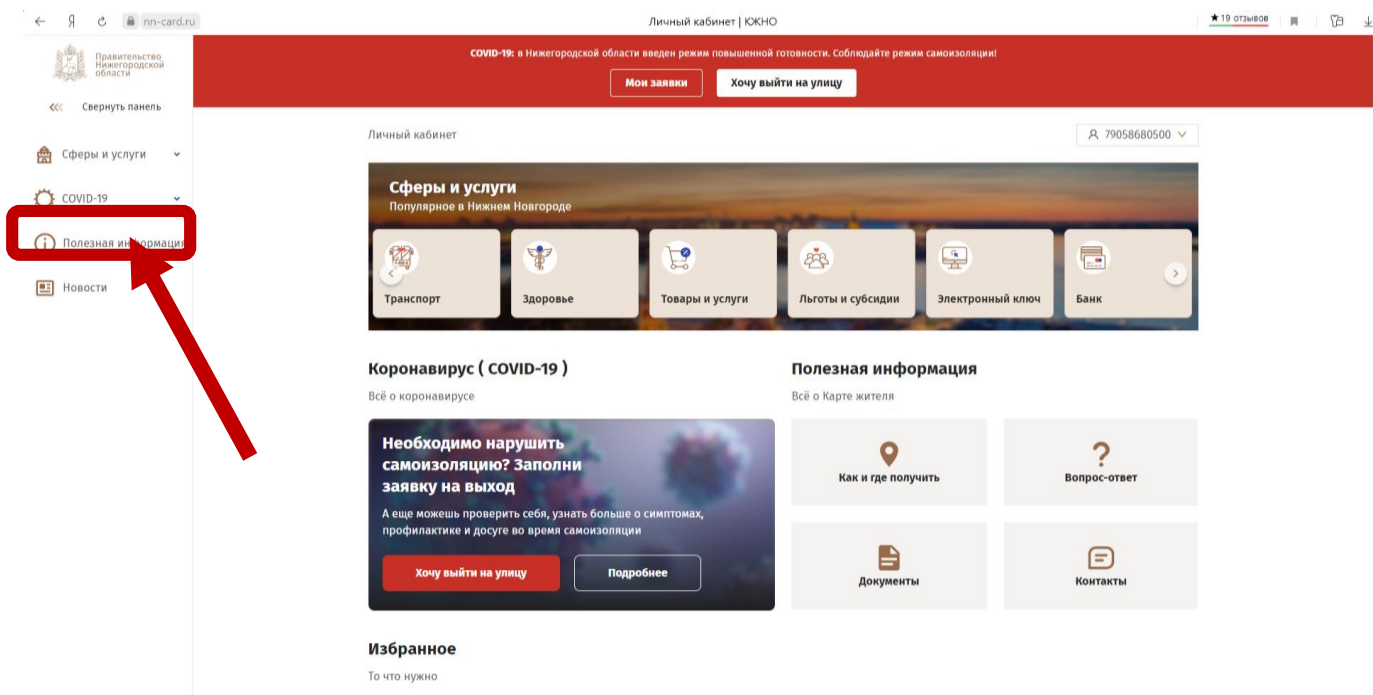 nn-card.ru
Личный кабинет | ЮКНО
★ 19 отзывов
Правительство
Нижегородской
области
Свернуть панель
Сферы и услуги
COVID-19
Полезная информация
Новости
COVID-19: в Нижегородской области введен режим повышенной готовности. Соблюдайте режим самоизоляции!
Мои заявки
Хочу выйти на улицу
Личный кабинет
79058680500
Сферы и услуги
Популярное в Нижнем Новгороде
Транспорт
Здоровье
Товары и услуги
Льготы и субсидии
Электронный ключ
Банк
Коронавирус ( COVID-19 )
Всё о коронавирусе
Необходимо нарушить
самоизоляцию? Заполни
заявку на выход
А еще можешь проверить себя, узнать больше о симптомах,
профилактике и досуге во время самоизоляции
Хочу выйти на улицу
Подробнее
Полезная информация
Всё о Карте жителя
Как и где получить
Вопрос-ответ
Документы
Контакты
Избранное
То что нужно